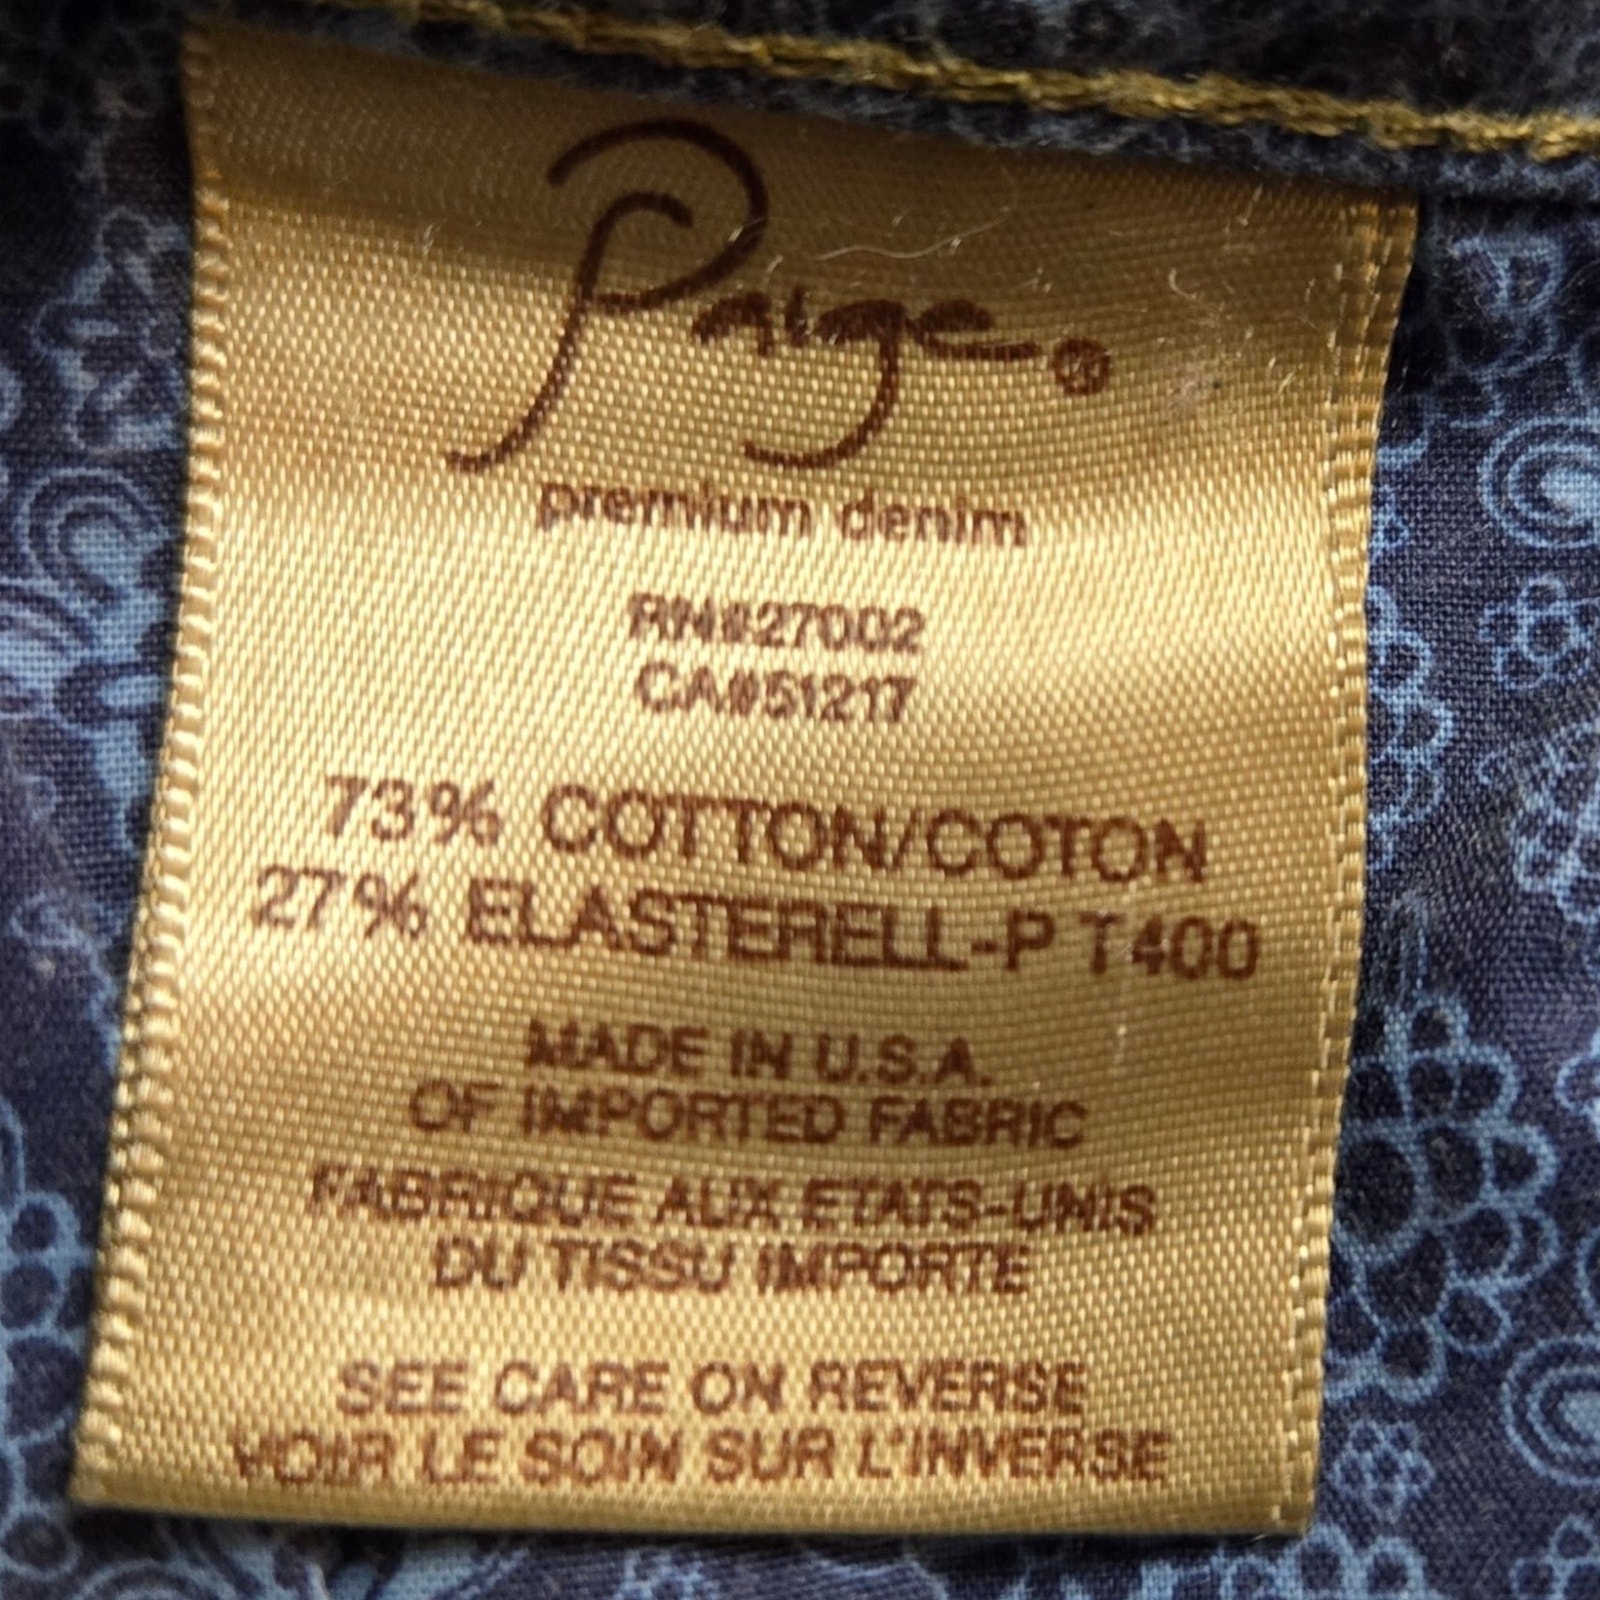 Paige®
premium denim
RN#27002
CA#51217
73% COTTON/COTON
27% ELASTERELL-P T400
MADE IN U.S.A.
OF IMPORTED FABRIC
FABRIQUE AUX ETATS-UNIS
DU TISSU IMPORTE
SEE CARE ON REVERSE
VOIR LE SOIN SUR L'INVERSE